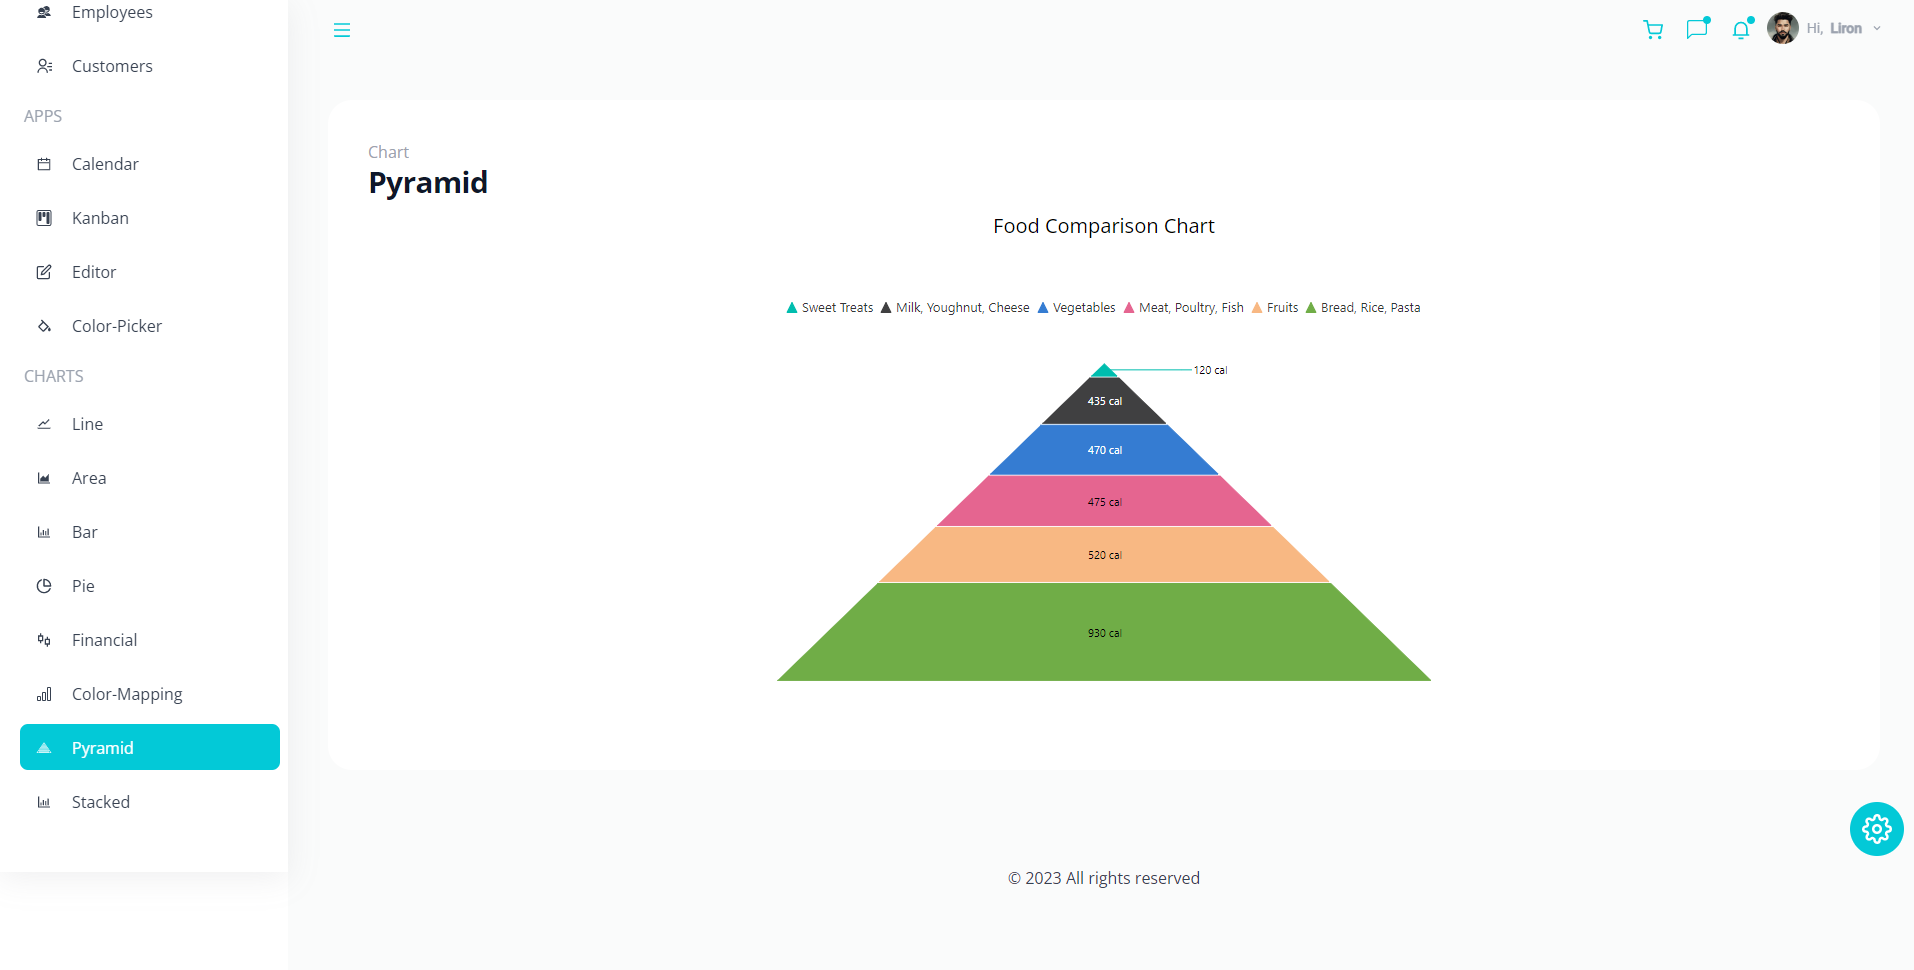 Employees
Customers
APPS
Calendar
Kanban
Editor
Color-Picker
CHARTS
Line
Area
Bar
Pie
Financial
Color-Mapping
Pyramid
Stacked
Hi, Liron
Chart
Pyramid
Food Comparison Chart
Sweet Treats Milk, Youghnut, Cheese Vegetables Meat, Poultry, Fish Fruits Bread, Rice, Pasta
120 cal
435 cal
470 cal
475 cal
520 cal
930 cal
© 2023 All rights reserved